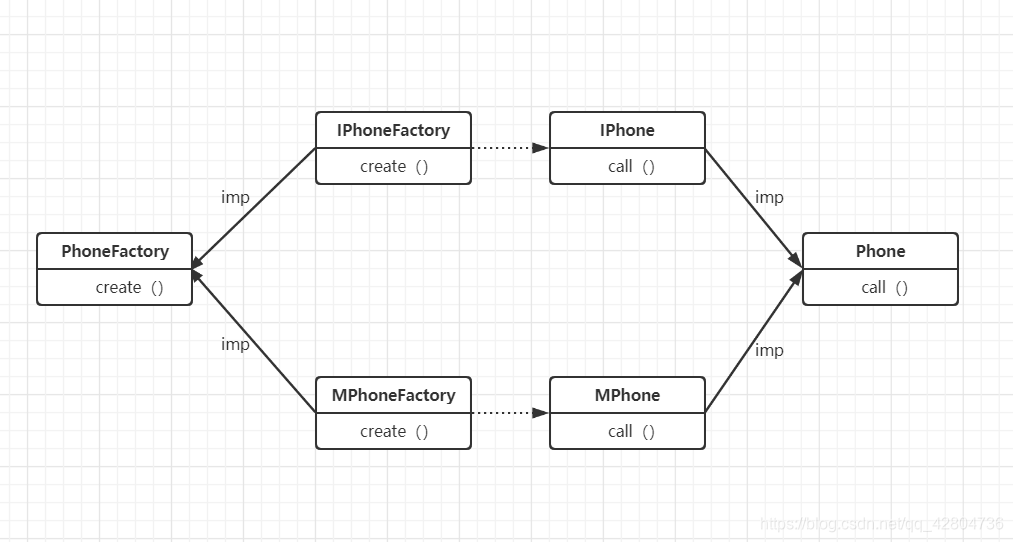 IPhoneFactory
create（）
IPhone
call（）
imp
imp
PhoneFactory
create（）
Phone
call（）
imp
imp
MPhoneFactory
create（）
MPhone
call（）
https://blog.csdn.net/qq_42804736